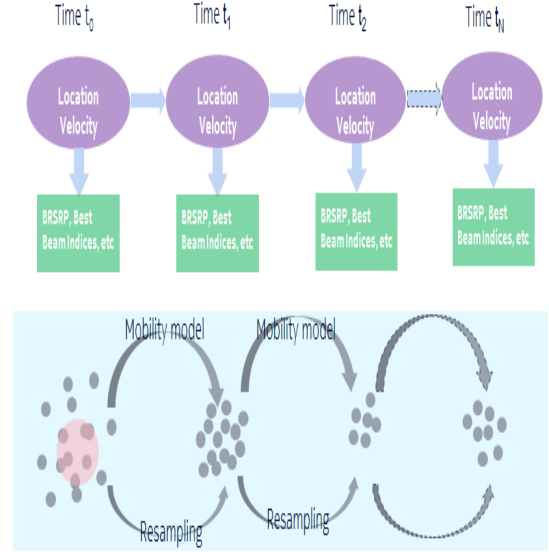 Time t0
Time t1
Time t2
Time tN
Location
Velocity
Location
Velocity
Location
Velocity
Location
Velocity
BRSRP, Best
Beam Indices, etc
BRSRP, Best
Beam Indices, etc
BRSRP, Best
Beam Indices, etc
BRSRP, Best
Beam Indices, etc
Mobility model
Mobility model
Resampling
Resampling